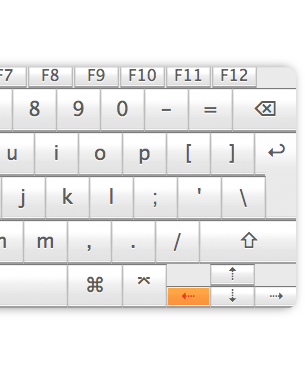 F7 F8 F9 F10 F11 F12
8 9 0 - = ⌫
u i o p [ ] ↩
j k l ; ' \
m , . / ⇧
⌘ ⌤ ⇡
⇠ ⇣ ⇢